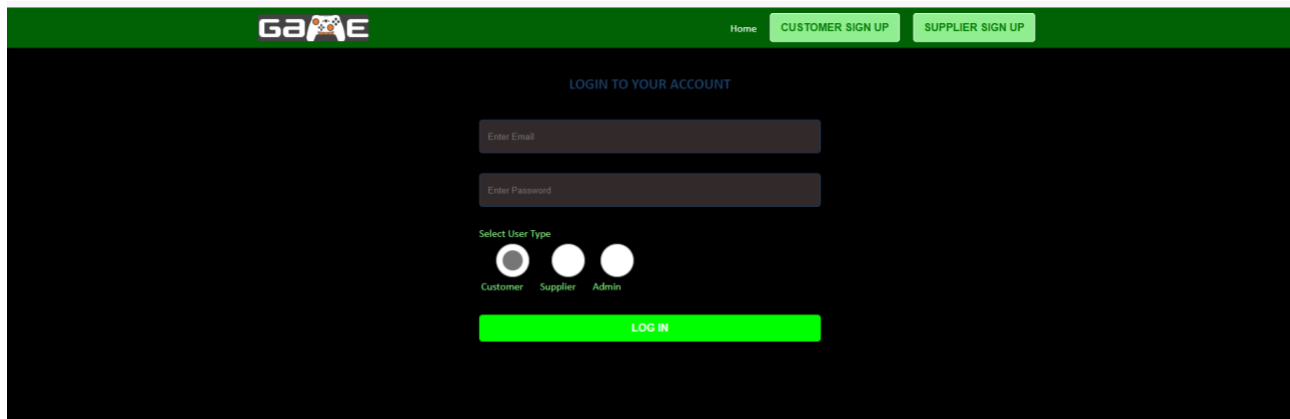 GAME
Home
CUSTOMER SIGN UP
SUPPLIER SIGN UP
LOGIN TO YOUR ACCOUNT
Enter Email
Enter Password
Select User Type
Customer Supplier Admin
LOG IN